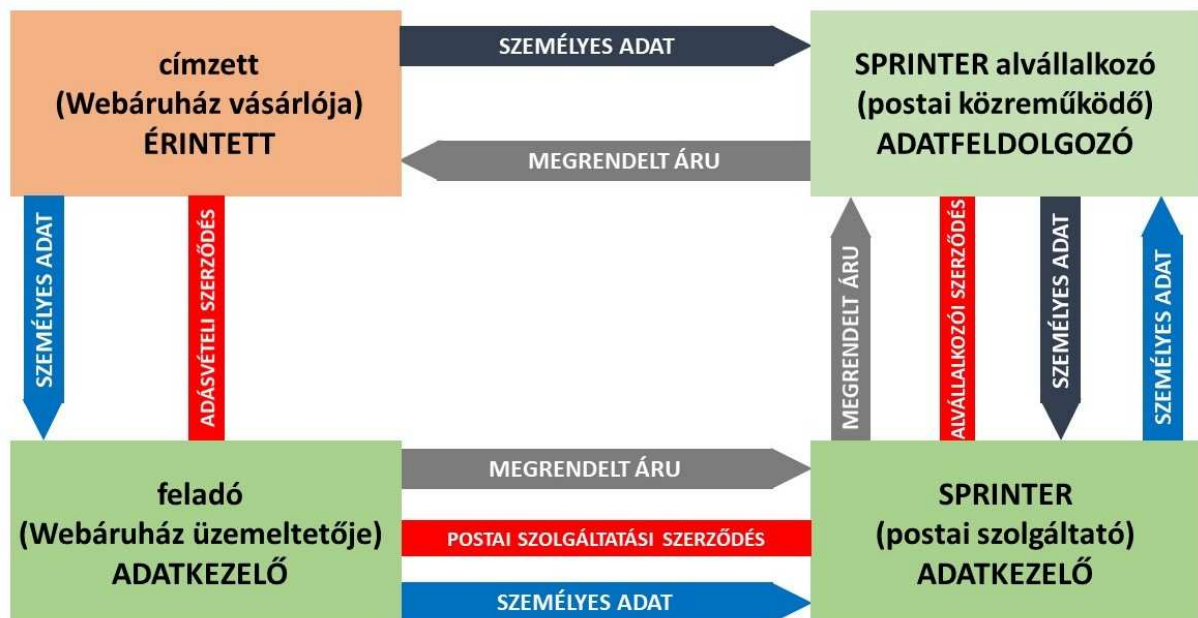 címzett
(Webáruház vásárlója)
ÉRINTETT
SZEMÉLYES ADAT
MEGRENDELT ÁRU
SPRINTER alvállalkozó
(postai közreműködő)
ADATFELDOLGOZÓ
SZEMÉLYES ADAT
ADÁSVÉTELI SZERZŐDÉS
MEGRENDELT ÁRU
ALVÁLLALKOZÓI SZERZŐDÉS
SZEMÉLYES ADAT
SZEMÉLYES ADAT
feladó
(Webáruház üzemeltetője)
ADATKEZELŐ
MEGRENDELT ÁRU
POSTAI SZOLGÁLTATÁSI SZERZŐDÉS
SZEMÉLYES ADAT
SPRINTER
(postai szolgáltató)
ADATKEZELŐ